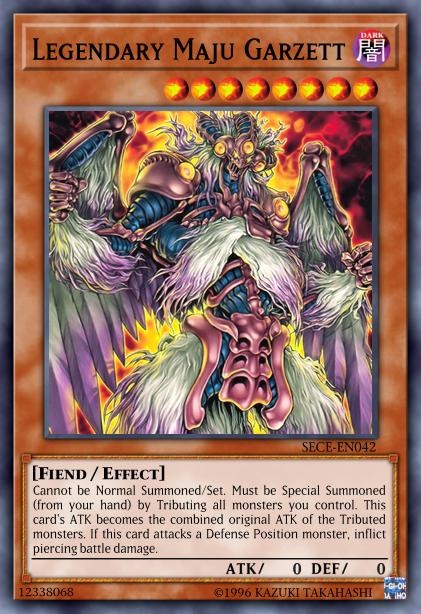 LEGENDARY MAJU GARZETT
DARK
闇
SECE-EN042
[FIEND / EFFECT]
Cannot be Normal Summoned/Set. Must be Special Summoned
(from your hand) by Tributing all monsters you control. This
card's ATK becomes the combined original ATK of the Tributed
monsters. If this card attacks a Defense Position monster, inflict
piercing battle damage.
ATK/ 0 DEF/ 0
12338068
©1996 KAZUKI TAKAHASHI